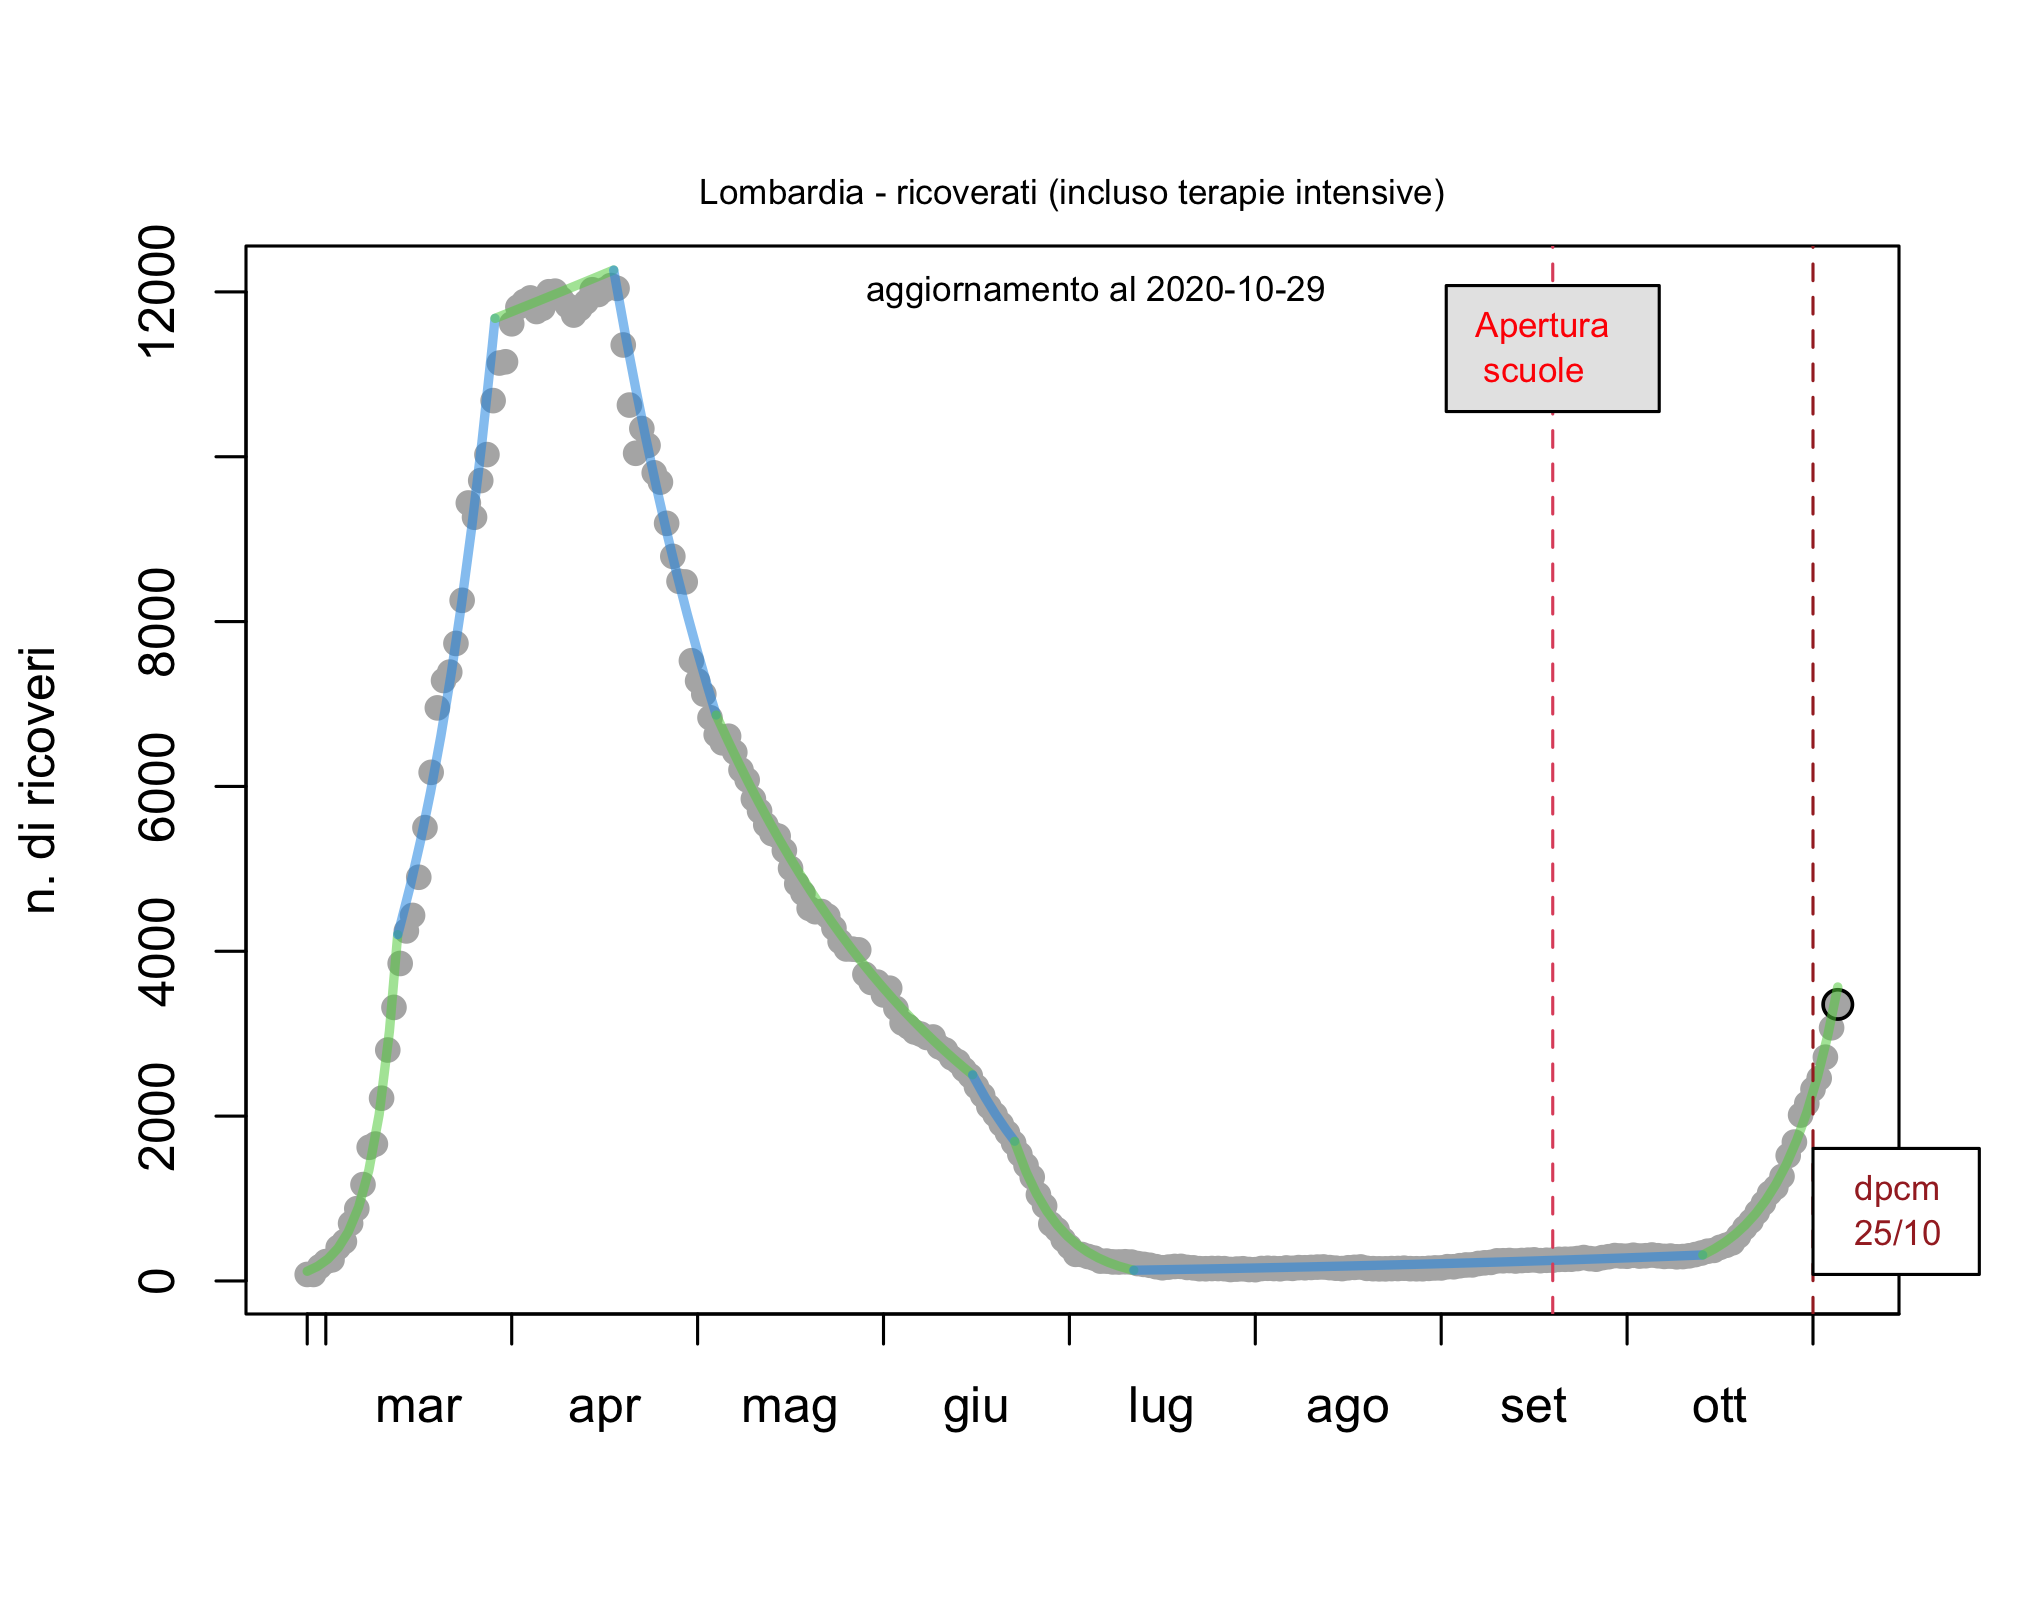 Lombardia - ricoverati (incluso terapie intensive)
aggiornamento al 2020-10-29
Apertura
scuole
dpcm
25/10
n. di ricoveri
12000
8000
6000
4000
2000
0
mar apr mag giu lug ago set ott